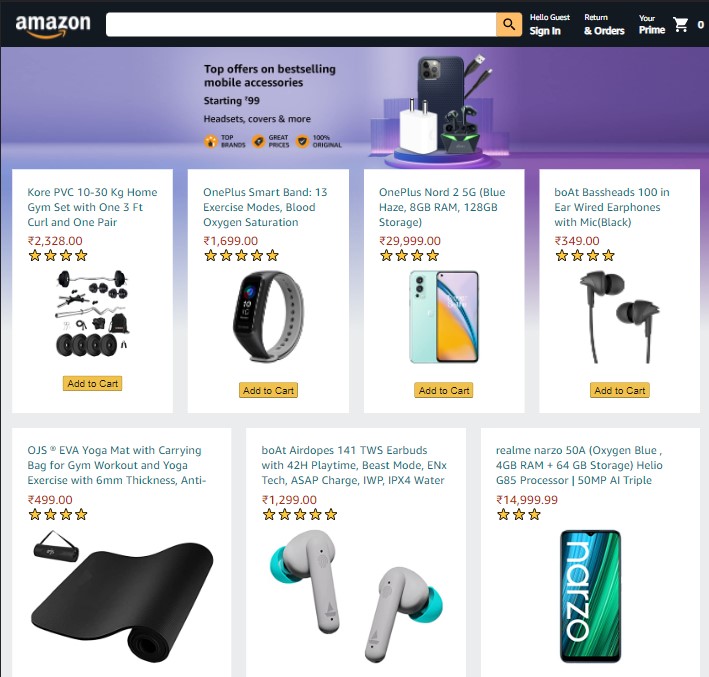 amazon
Hello Guest
Sign In
Return
& Orders
Your
Prime
0
Top offers on bestselling
mobile accessories
Starting ₹99
Headsets, covers & more
TOP
BRANDS
GREAT
PRICES
100%
ORIGINAL
Kore PVC 10-30 Kg Home
Gym Set with One 3 Ft
Curl and One Pair
₹2,328.00
Add to Cart
OnePlus Smart Band: 13
Exercise Modes, Blood
Oxygen Saturation
₹1,699.00
Add to Cart
OnePlus Nord 2 5G (Blue
Haze, 8GB RAM, 128GB
Storage)
₹29,999.00
Add to Cart
boAt Bassheads 100 in
Ear Wired Earphones
with Mic(Black)
₹349.00
Add to Cart
OJS ® EVA Yoga Mat with Carrying
Bag for Gym Workout and Yoga
Exercise with 6mm Thickness, Anti-
₹499.00
boAt Airdopes 141 TWS Earbuds
with 42H Playtime, Beast Mode, ENx
Tech, ASAP Charge, IWP, IPX4 Water
₹1,299.00
realme narzo 50A (Oxygen Blue ,
4GB RAM + 64 GB Storage) Helio
G85 Processor | 50MP AI Triple
₹14,999.99
narzo